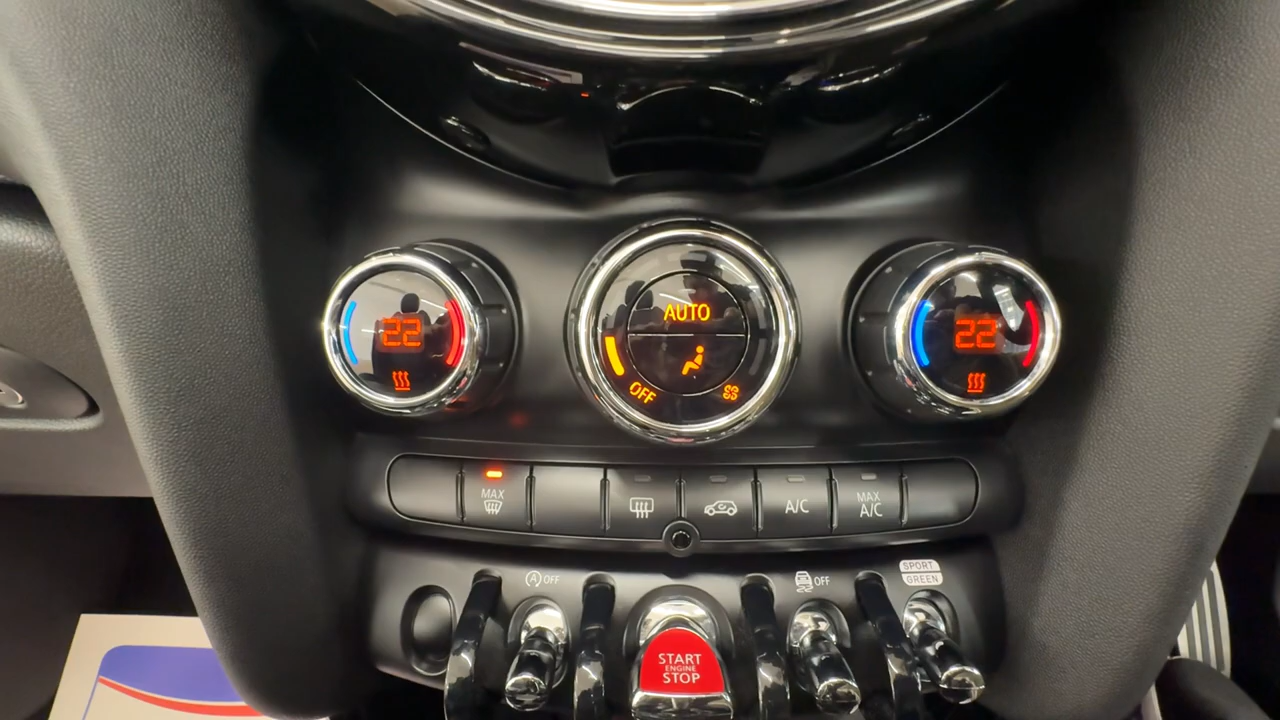 22
AUTO
OFF
22
MAX
A/C
MAX
A/C
OFF
OFF
SPORT
GREEN
START
ENGINE
STOP